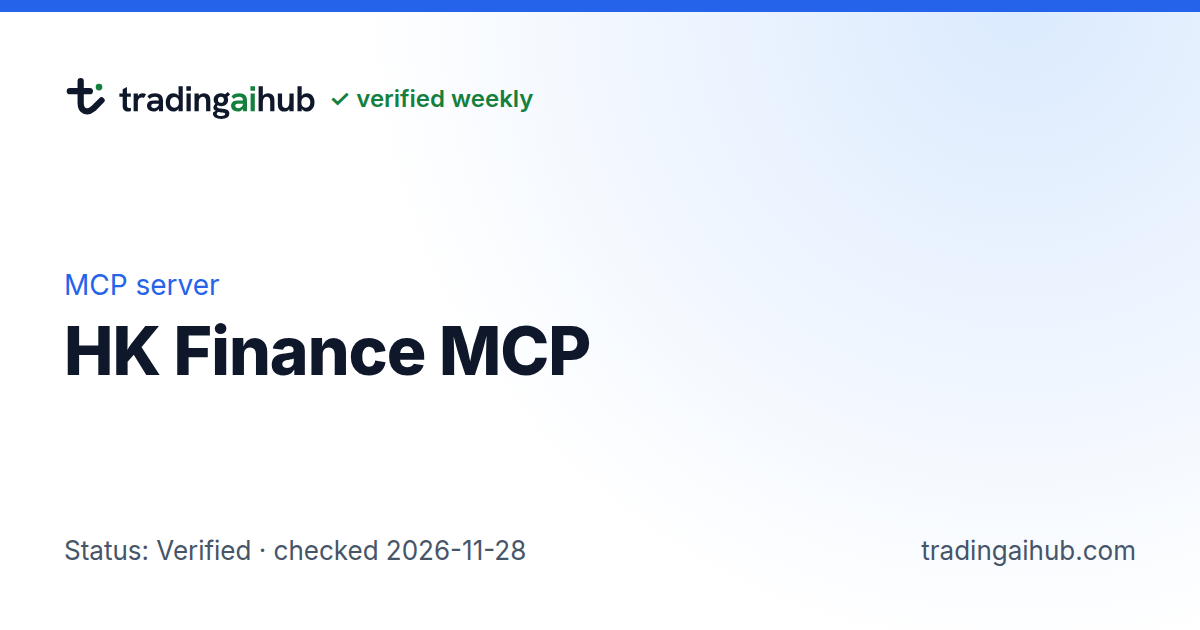 tradingaihub ✓ verified weekly
MCP server
HK Finance MCP
Status: Verified · checked 2026-11-28
tradingaihub.com